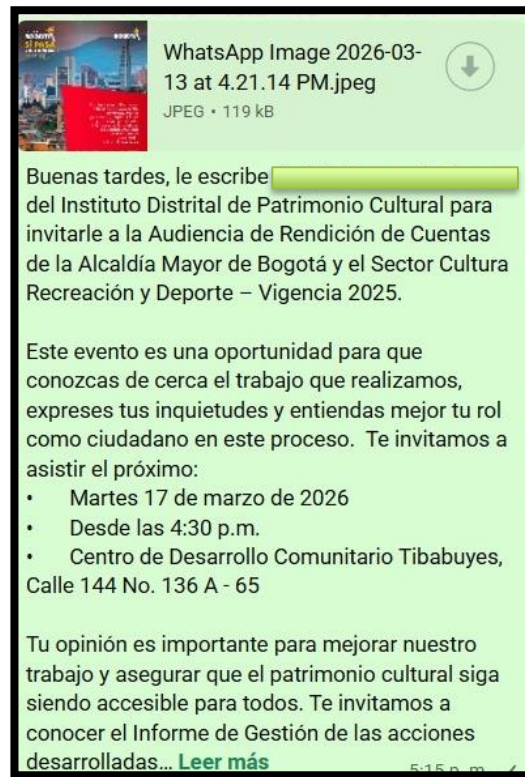 BOGOTÁ
SÍ PASA
BOGOTÁ
WhatsApp Image 2026-03-
13 at 4.21.14 PM.jpeg
JPEG • 119 kB
Buenas tardes, le escribe
del Instituto Distrital de Patrimonio Cultural para
invitarle a la Audiencia de Rendición de Cuentas
de la Alcaldía Mayor de Bogotá y el Sector Cultura
Recreación y Deporte – Vigencia 2025.
Este evento es una oportunidad para que
conozcas de cerca el trabajo que realizamos,
expreses tus inquietudes y entiendas mejor tu rol
como ciudadano en este proceso. Te invitamos a
asistir el próximo:
• Martes 17 de marzo de 2026
• Desde las 4:30 p.m.
• Centro de Desarrollo Comunitario Tibabuyes,
Calle 144 No. 136 A - 65
Tu opinión es importante para mejorar nuestro
trabajo y asegurar que el patrimonio cultural siga
siendo accesible para todos. Te invitamos a
conocer el Informe de Gestión de las acciones
desarrolladas... Leer más
5:15 p. m.